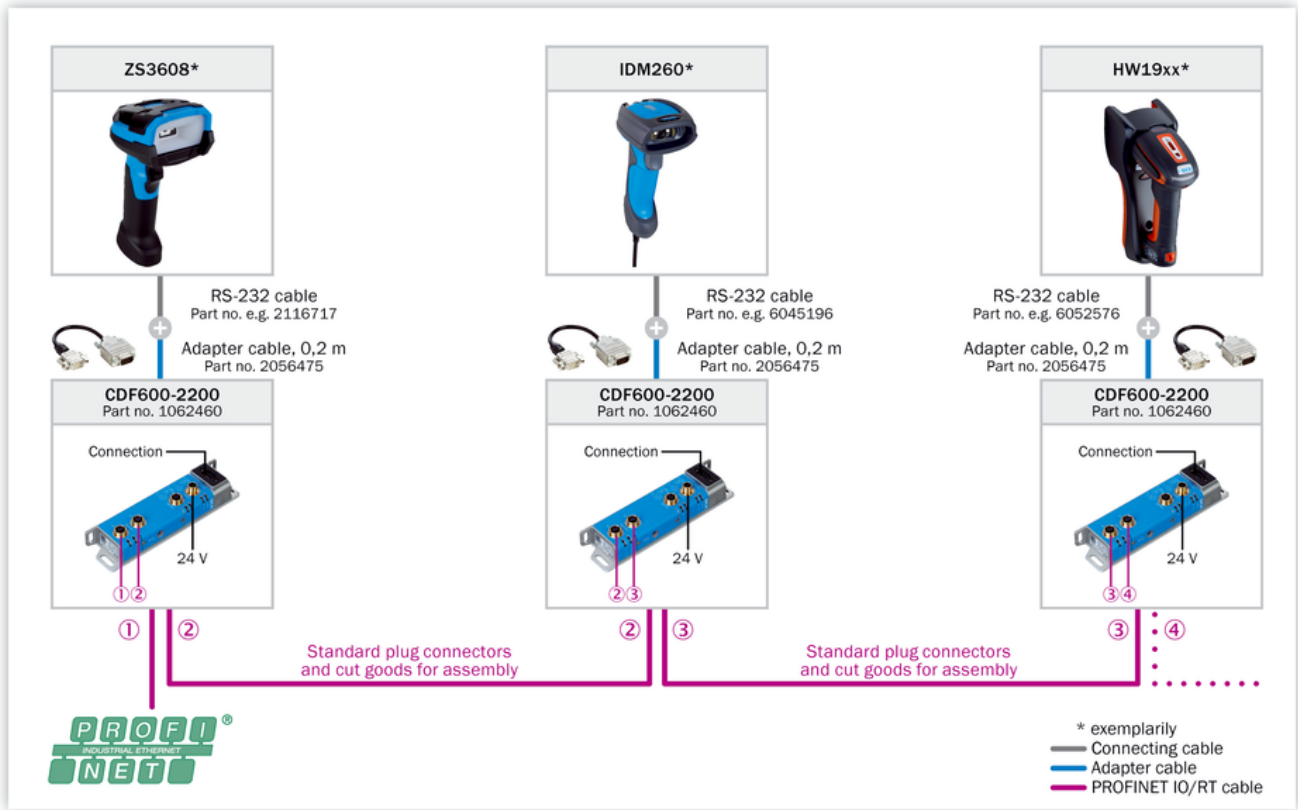 ZS3608*
RS-232 cable
Part no. e.g. 2116717
Adapter cable, 0,2 m
Part no. 2056475
CDF600-2200
Part no. 1062460
Connection
24 V
①②
① ②
IDM260*
RS-232 cable
Part no. e.g. 6045196
Adapter cable, 0,2 m
Part no. 2056475
CDF600-2200
Part no. 1062460
Connection
24 V
②③
② ③
HW19xx*
RS-232 cable
Part no. e.g. 6052576
Adapter cable, 0,2 m
Part no. 2056475
CDF600-2200
Part no. 1062460
Connection
24 V
③④
③ ④
Standard plug connectors
and cut goods for assembly
Standard plug connectors
and cut goods for assembly
PROFI®
INDUSTRIAL ETHERNET
NET
* exemplarily
Connecting cable
Adapter cable
PROFINET IO/RT cable